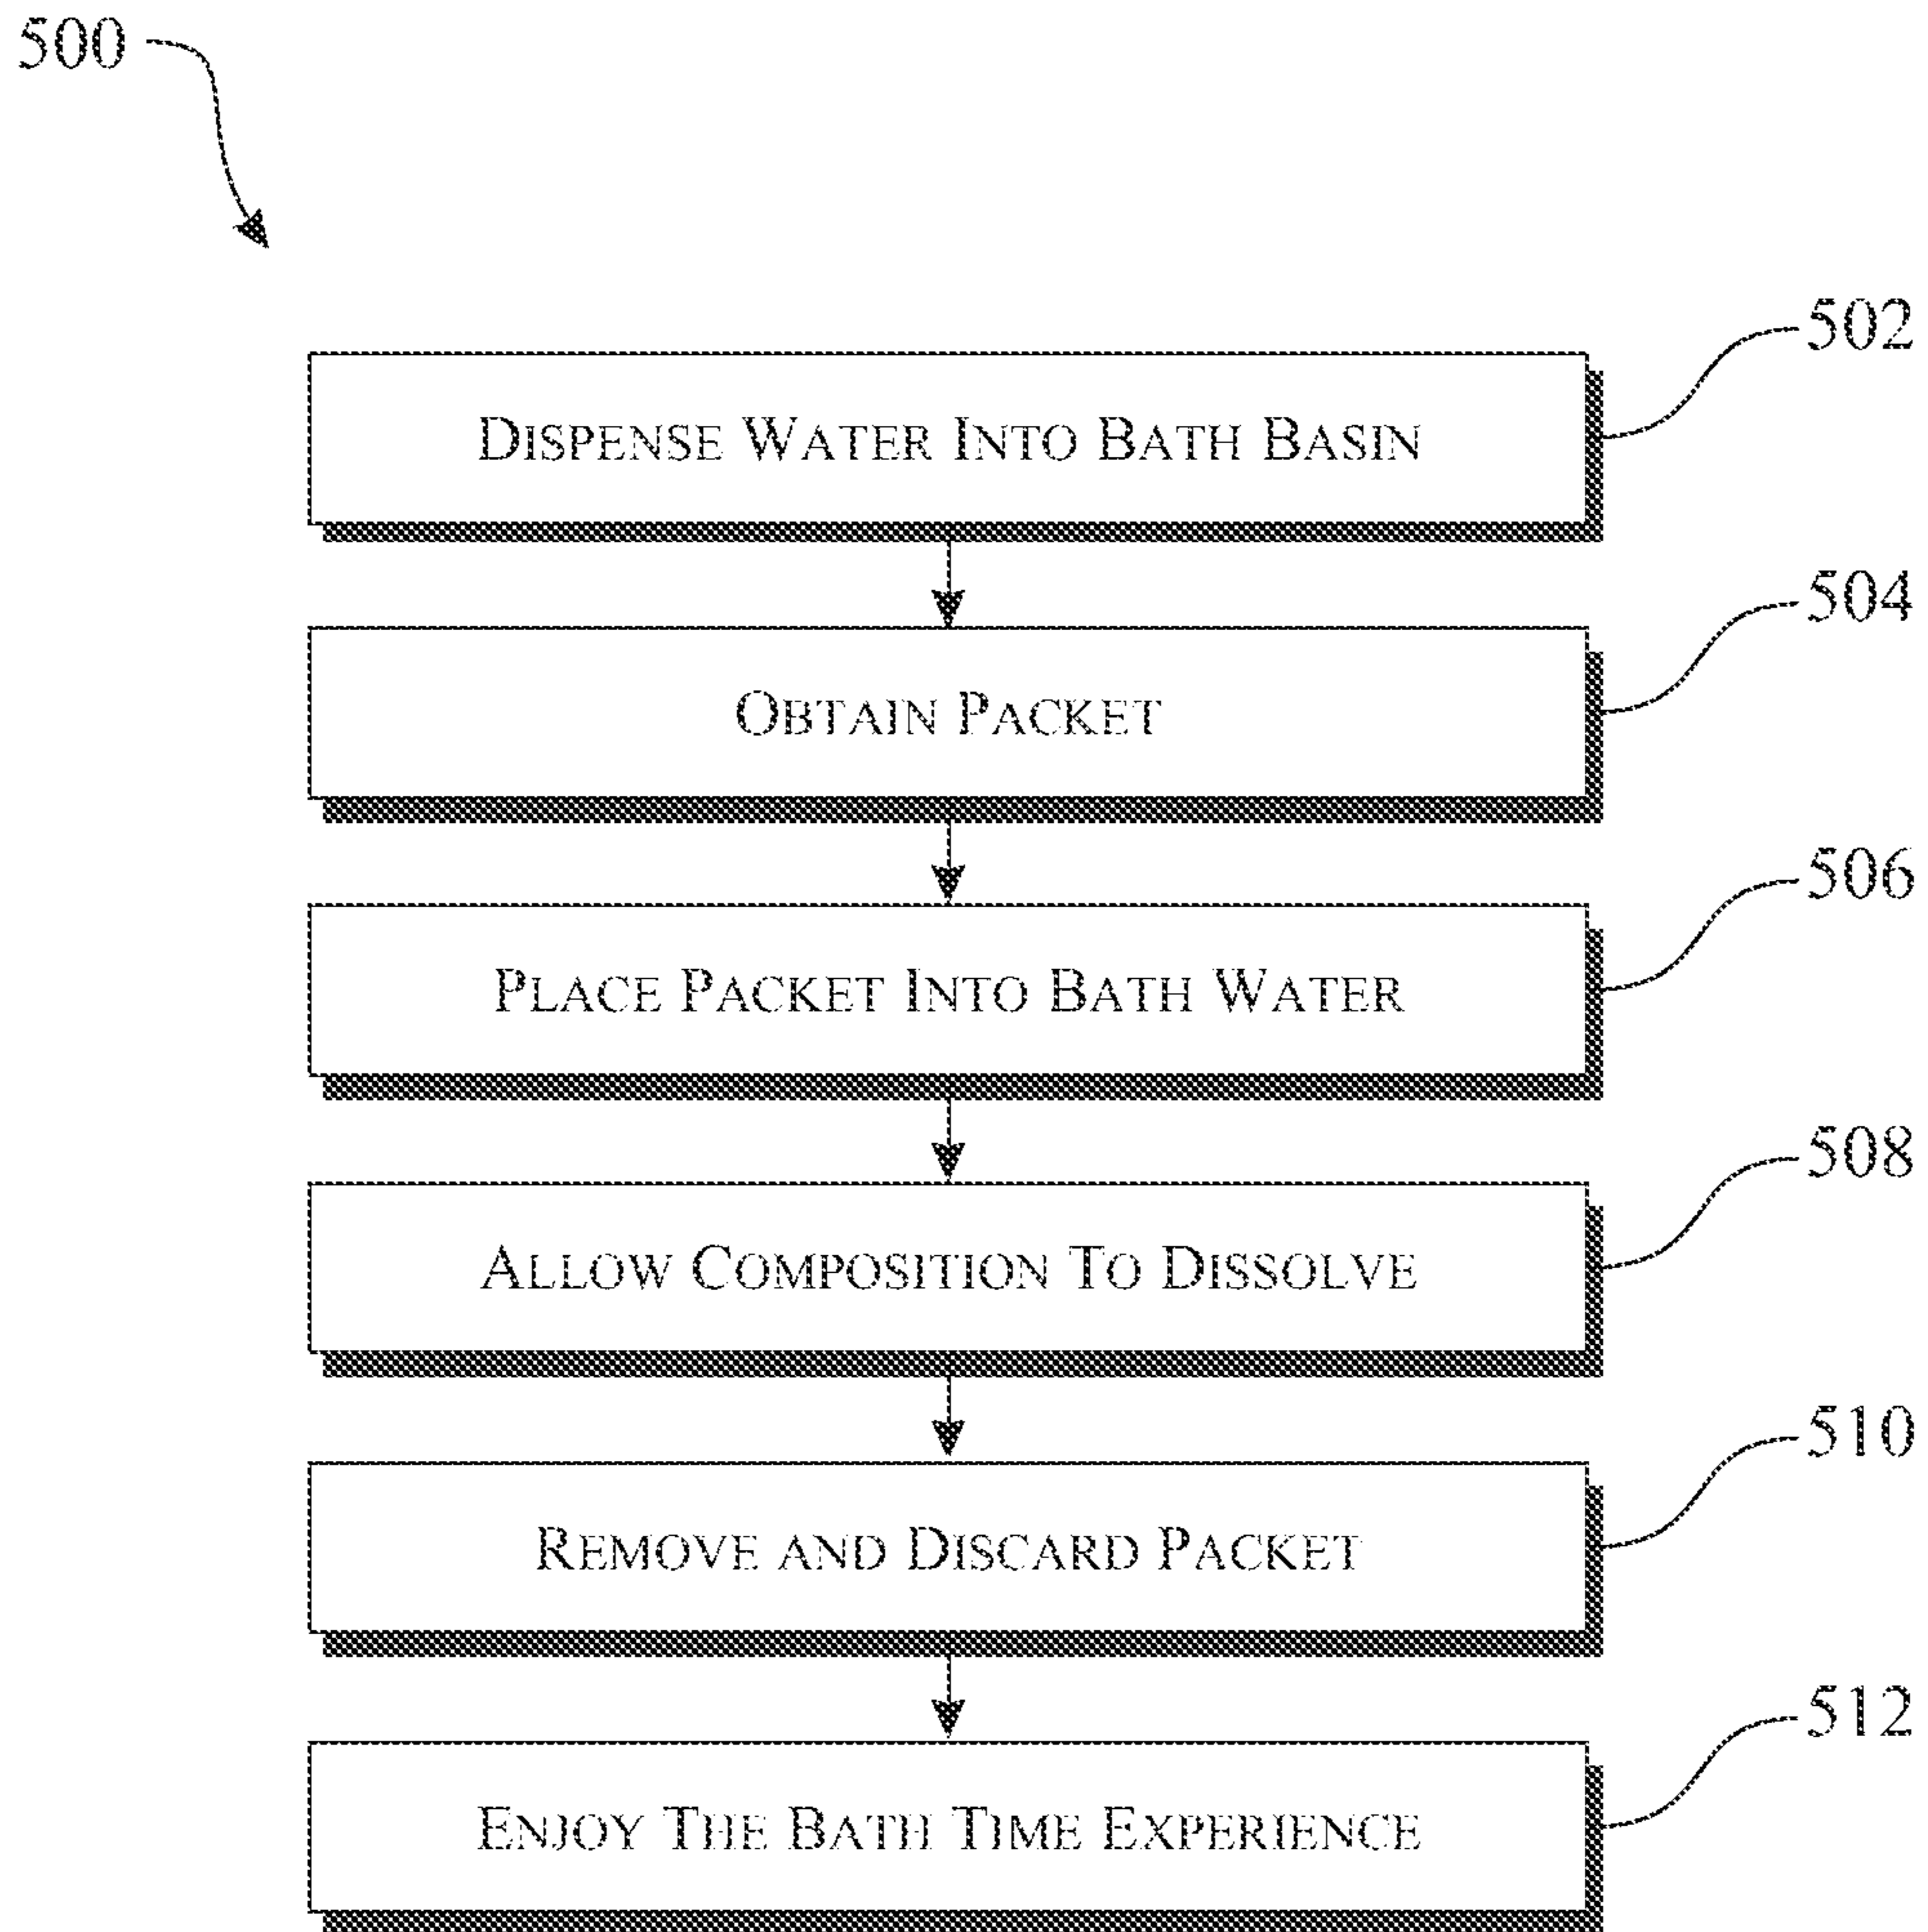 500
502
DISPENSE WATER INTO BATH BASIN
504
OBTAIN PACKET
506
PLACE PACKET INTO BATH WATER
508
ALLOW COMPOSITION TO DISSOLVE
510
REMOVE AND DISCARD PACKET
512
ENJOY THE BATH TIME EXPERIENCE